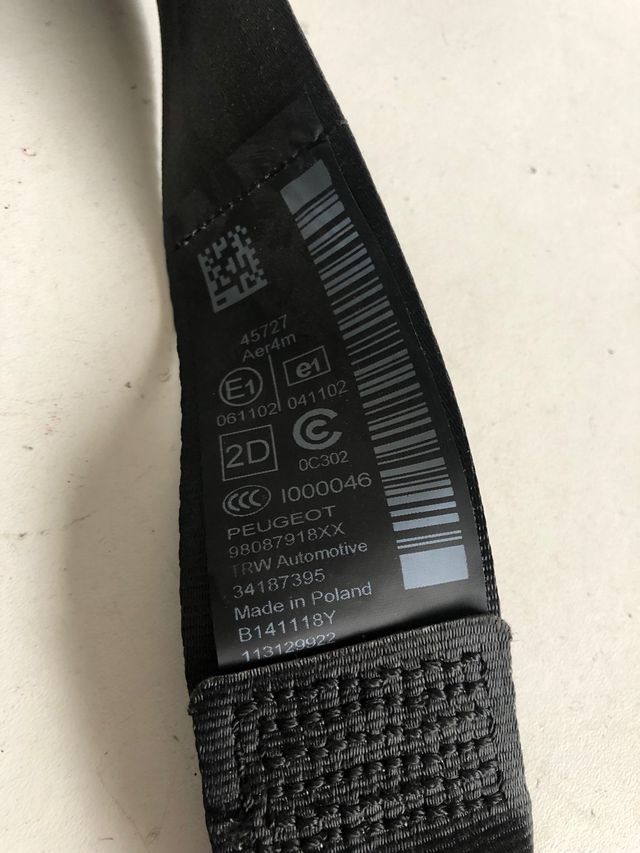 45727
Aer4m
E1 e1
061102 041102
2D
0C302
CCC I000046
PEUGEOT
98087918XX
TRW Automotive
34187395
Made in Poland
B141118Y
113129922